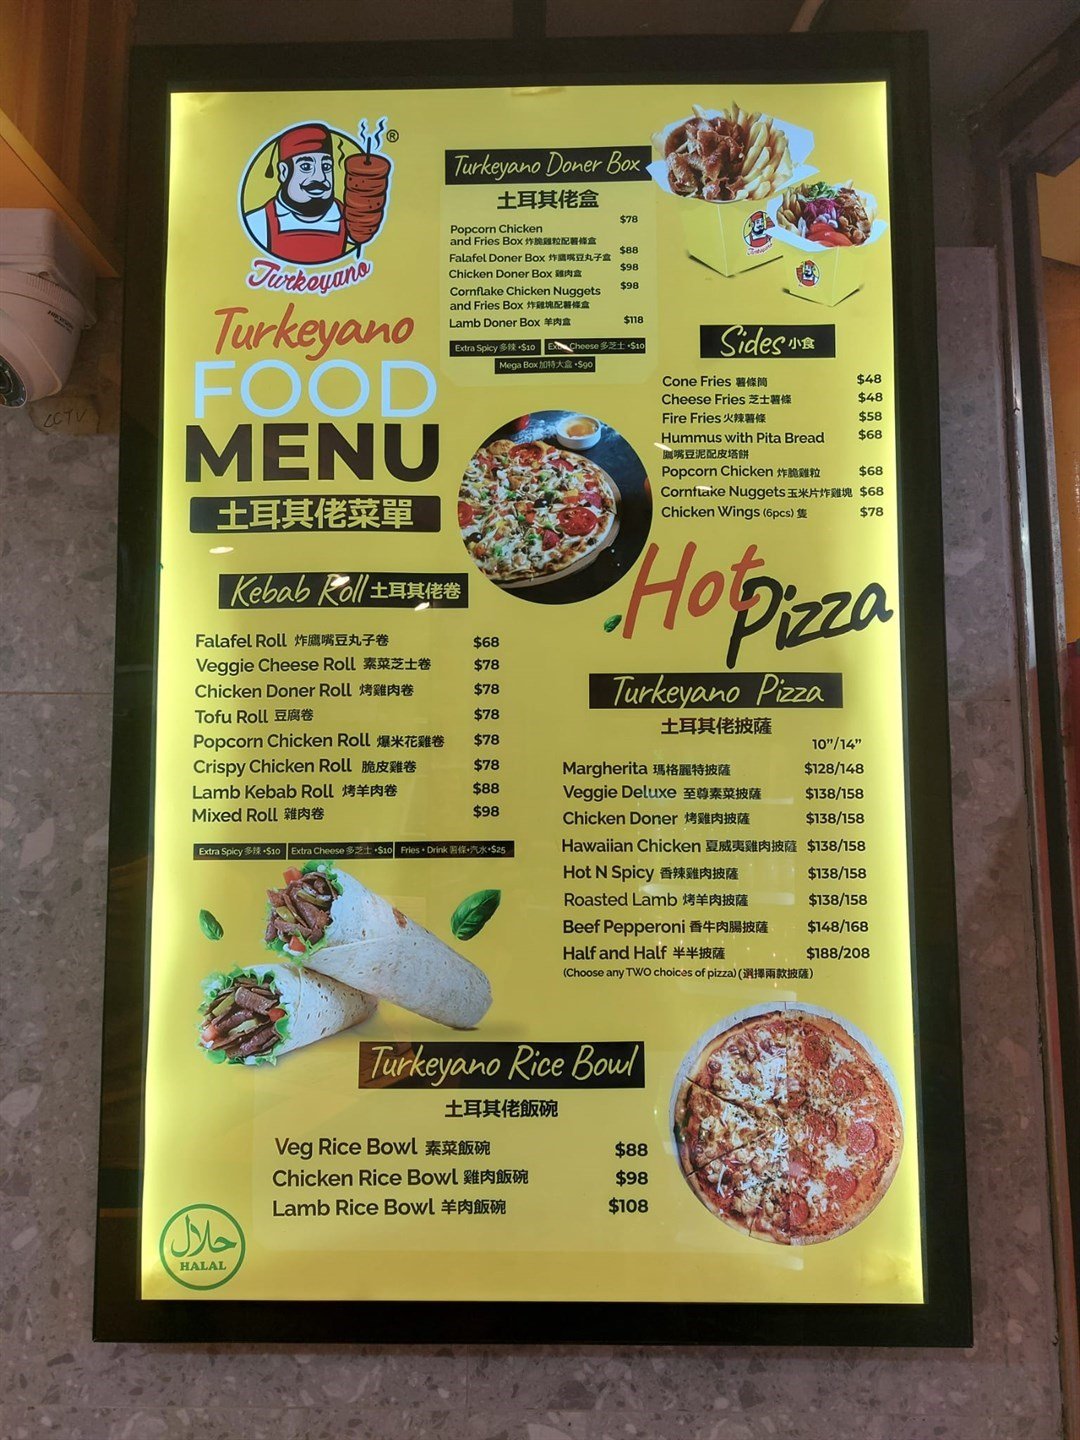 ®
Turkeyano
Turkeyano
FOOD
MENU
土耳其佬菜單
Turkeyano Doner Box
土耳其佬盒
Popcorn Chicken $78
and Fries Box 炸脆雞粒配薯條盒
Falafel Doner Box 炸鷹嘴豆丸子盒 $88
Chicken Doner Box 雞肉盒 $98
Cornflake Chicken Nuggets $98
and Fries Box 炸雞塊配薯條盒
Lamb Doner Box 羊肉盒 $118
Extra Spicy 多辣 +$10 Extra Cheese 多芝士 +$10
Mega Box 加特大盒 +$90
Sides 小食
Cone Fries 薯條筒 $48
Cheese Fries 芝士薯條 $48
Fire Fries 火辣薯條 $58
Hummus with Pita Bread $68
鷹嘴豆泥配皮塔餅
Popcorn Chicken 炸脆雞粒 $68
Cornflake Nuggets 玉米片炸雞塊 $68
Chicken Wings (6pcs) 隻 $78
Kebab Roll 土耳其佬卷
Falafel Roll 炸鷹嘴豆丸子卷 $68
Veggie Cheese Roll 素菜芝士卷 $78
Chicken Doner Roll 烤雞肉卷 $78
Tofu Roll 豆腐卷 $78
Popcorn Chicken Roll 爆米花雞卷 $78
Crispy Chicken Roll 脆皮雞卷 $78
Lamb Kebab Roll 烤羊肉卷 $88
Mixed Roll 雜肉卷 $98
Extra Spicy 多辣 +$10 Extra Cheese 多芝士 +$10 Fries + Drink 薯條+汽水+$25
Hot Pizza
Turkeyano Pizza
土耳其佬披薩
10”/14”
Margherita 瑪格麗特披薩 $128/148
Veggie Deluxe 至尊素菜披薩 $138/158
Chicken Doner 烤雞肉披薩 $138/158
Hawaiian Chicken 夏威夷雞肉披薩 $138/158
Hot N Spicy 香辣雞肉披薩 $138/158
Roasted Lamb 烤羊肉披薩 $138/158
Beef Pepperoni 香牛肉腸披薩 $148/168
Half and Half 半半披薩 $188/208
(Choose any TWO choices of pizza) (選擇兩款披薩)
Turkeyano Rice Bowl
土耳其佬飯碗
Veg Rice Bowl 素菜飯碗 $88
Chicken Rice Bowl 雞肉飯碗 $98
Lamb Rice Bowl 羊肉飯碗 $108
حلال
HALAL
CCTV